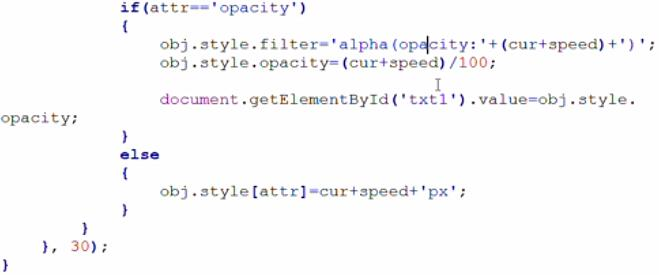 if(attr=='opacity')
{
obj.style.filter='alpha(opacity:'+(cur+speed)+')';
obj.style.opacity=(cur+speed)/100;
document.getElementById('txt1').value=obj.style.
opacity;
}
else
{
obj.style[attr]=cur+speed+'px';
}
}
}, 30);
}